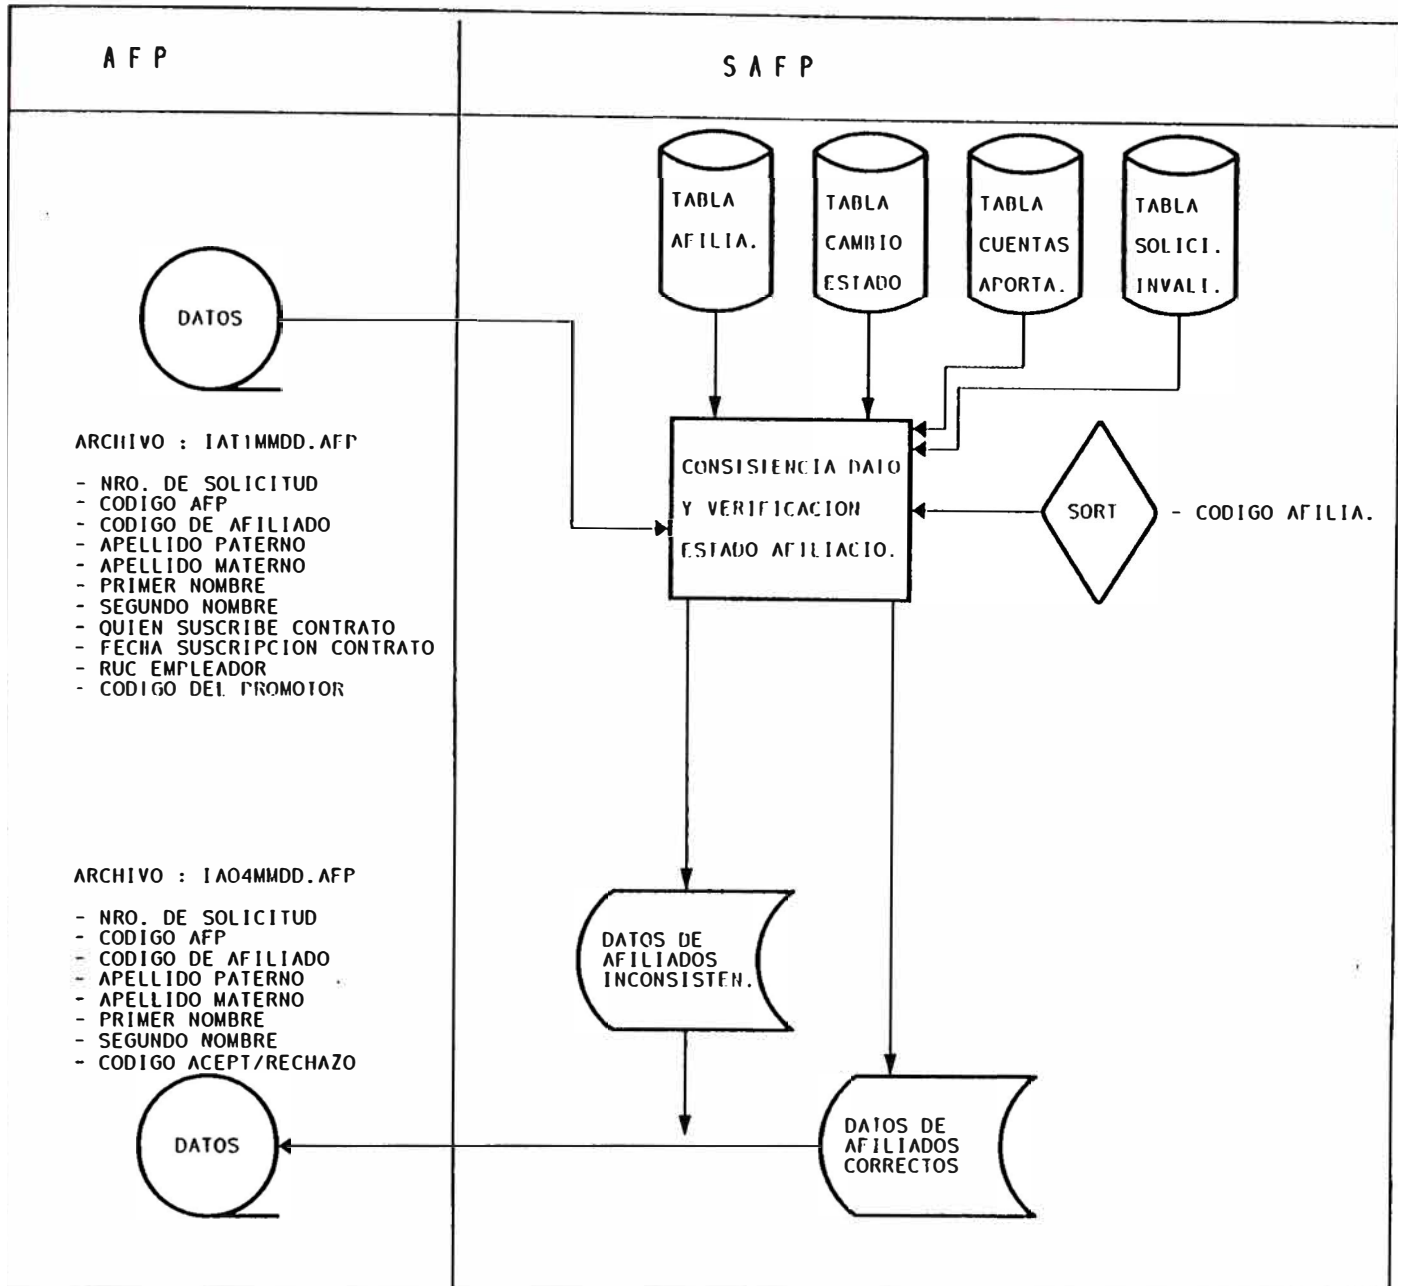 AFP
SAFP
TABLA
AFILIA.
TABLA
CAMBIO
ESTADO
TABLA
CUENTAS
APORTA.
TABLA
SOLICI.
INVALI.
DATOS
ARCHIVO : IAT1MMDD.AFP
- NRO. DE SOLICITUD
- CODIGO AFP
- CODIGO DE AFILIADO
- APELLIDO PATERNO
- APELLIDO MATERNO
- PRIMER NOMBRE
- SEGUNDO NOMBRE
- QUIEN SUSCRIBE CONTRATO
- FECHA SUSCRIPCION CONTRATO
- RUC EMPLEADOR
- CODIGO DEL PROMOTOR
CONSISTENCIA DATO
Y VERIFICACION
ESTADO AFILIACIO.
SORT
- CODIGO AFILIA.
ARCHIVO : IAO4MMDD.AFP
- NRO. DE SOLICITUD
- CODIGO AFP
- CODIGO DE AFILIADO
- APELLIDO PATERNO
- APELLIDO MATERNO
- PRIMER NOMBRE
- SEGUNDO NOMBRE
- CODIGO ACEPT/RECHAZO
DATOS DE
AFILIADOS
INCONSISTEN.
DATOS
DATOS DE
AFILIADOS
CORRECTOS